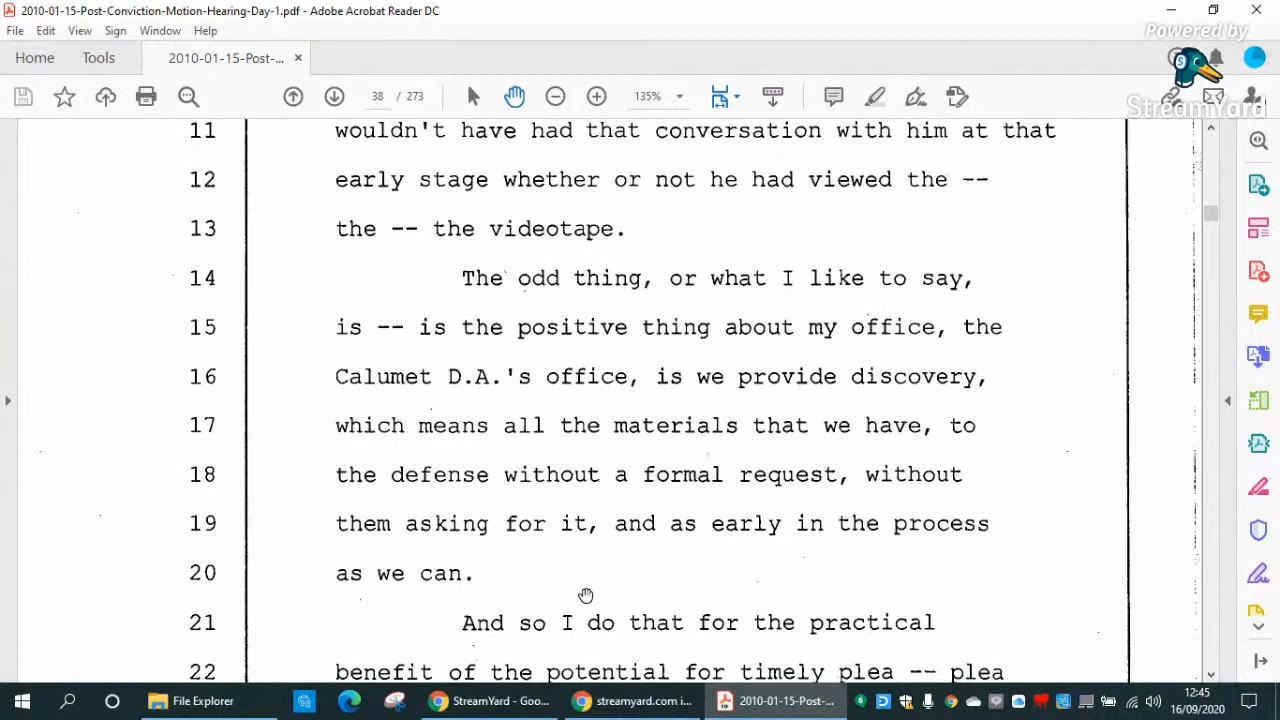 2010-01-15-Post-Conviction-Motion-Hearing-Day-1.pdf - Adobe Acrobat Reader DC
File Edit View Sign Window Help
Powered by
Home Tools 2010-01-15-Post-... ×
StreamYard
38 / 273 135%
11 wouldn't have had that conversation with him at that
12 early stage whether or not he had viewed the --
13 the -- the videotape.
14 The odd thing, or what I like to say,
15 is -- is the positive thing about my office, the
16 Calumet D.A.'s office, is we provide discovery,
17 which means all the materials that we have, to
18 the defense without a formal request, without
19 them asking for it, and as early in the process
20 as we can.
21 And so I do that for the practical
22 benefit of the potential for timely plea -- plea
File Explorer StreamYard - Goo... streamyard.com i... 2010-01-15-Post-...
12:45
16/09/2020